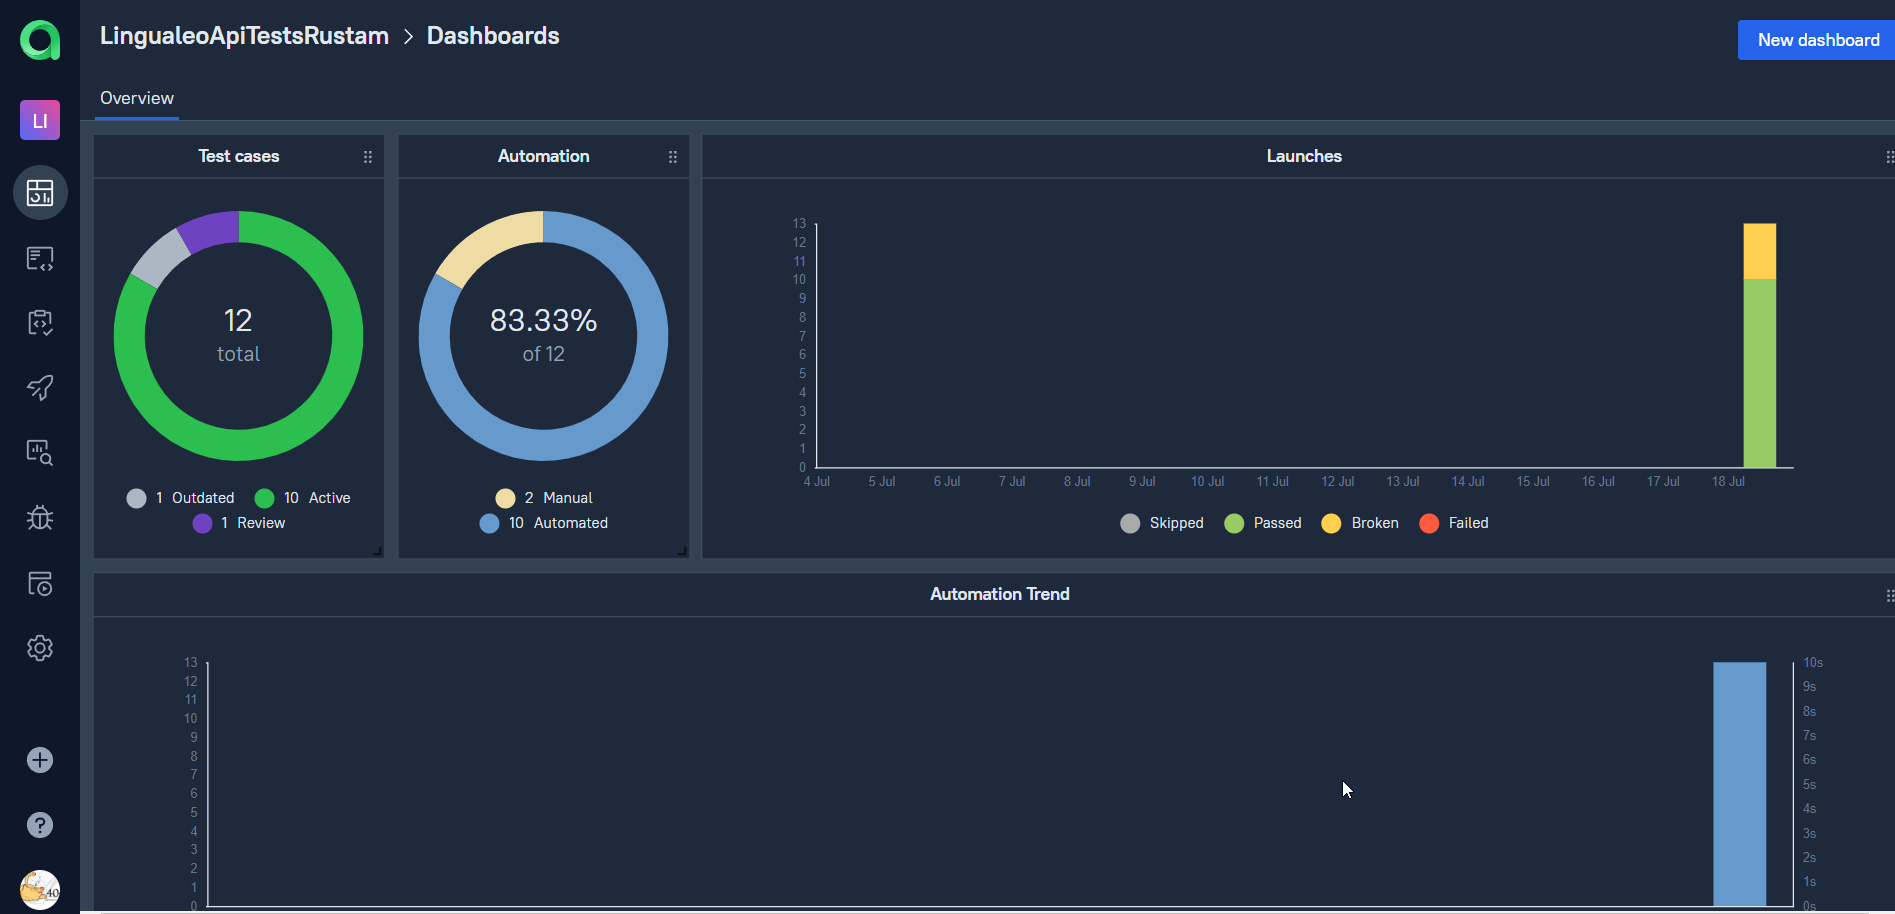 LingualeoApiTestsRustam > Dashboards
New dashboard
LI
Overview
Test cases
12
total
1 Outdated
10 Active
1 Review
Automation
83.33%
of 12
2 Manual
10 Automated
Launches
13
12
11
10
9
8
7
6
5
4
3
2
1
0
4 Jul 5 Jul 6 Jul 7 Jul 8 Jul 9 Jul 10 Jul 11 Jul 12 Jul 13 Jul 14 Jul 15 Jul 16 Jul 17 Jul 18 Jul
Skipped Passed Broken Failed
Automation Trend
13
12
11
10
9
8
7
6
5
4
3
2
1
0
10s
9s
8s
7s
6s
5s
4s
3s
2s
1s
0s
?
40